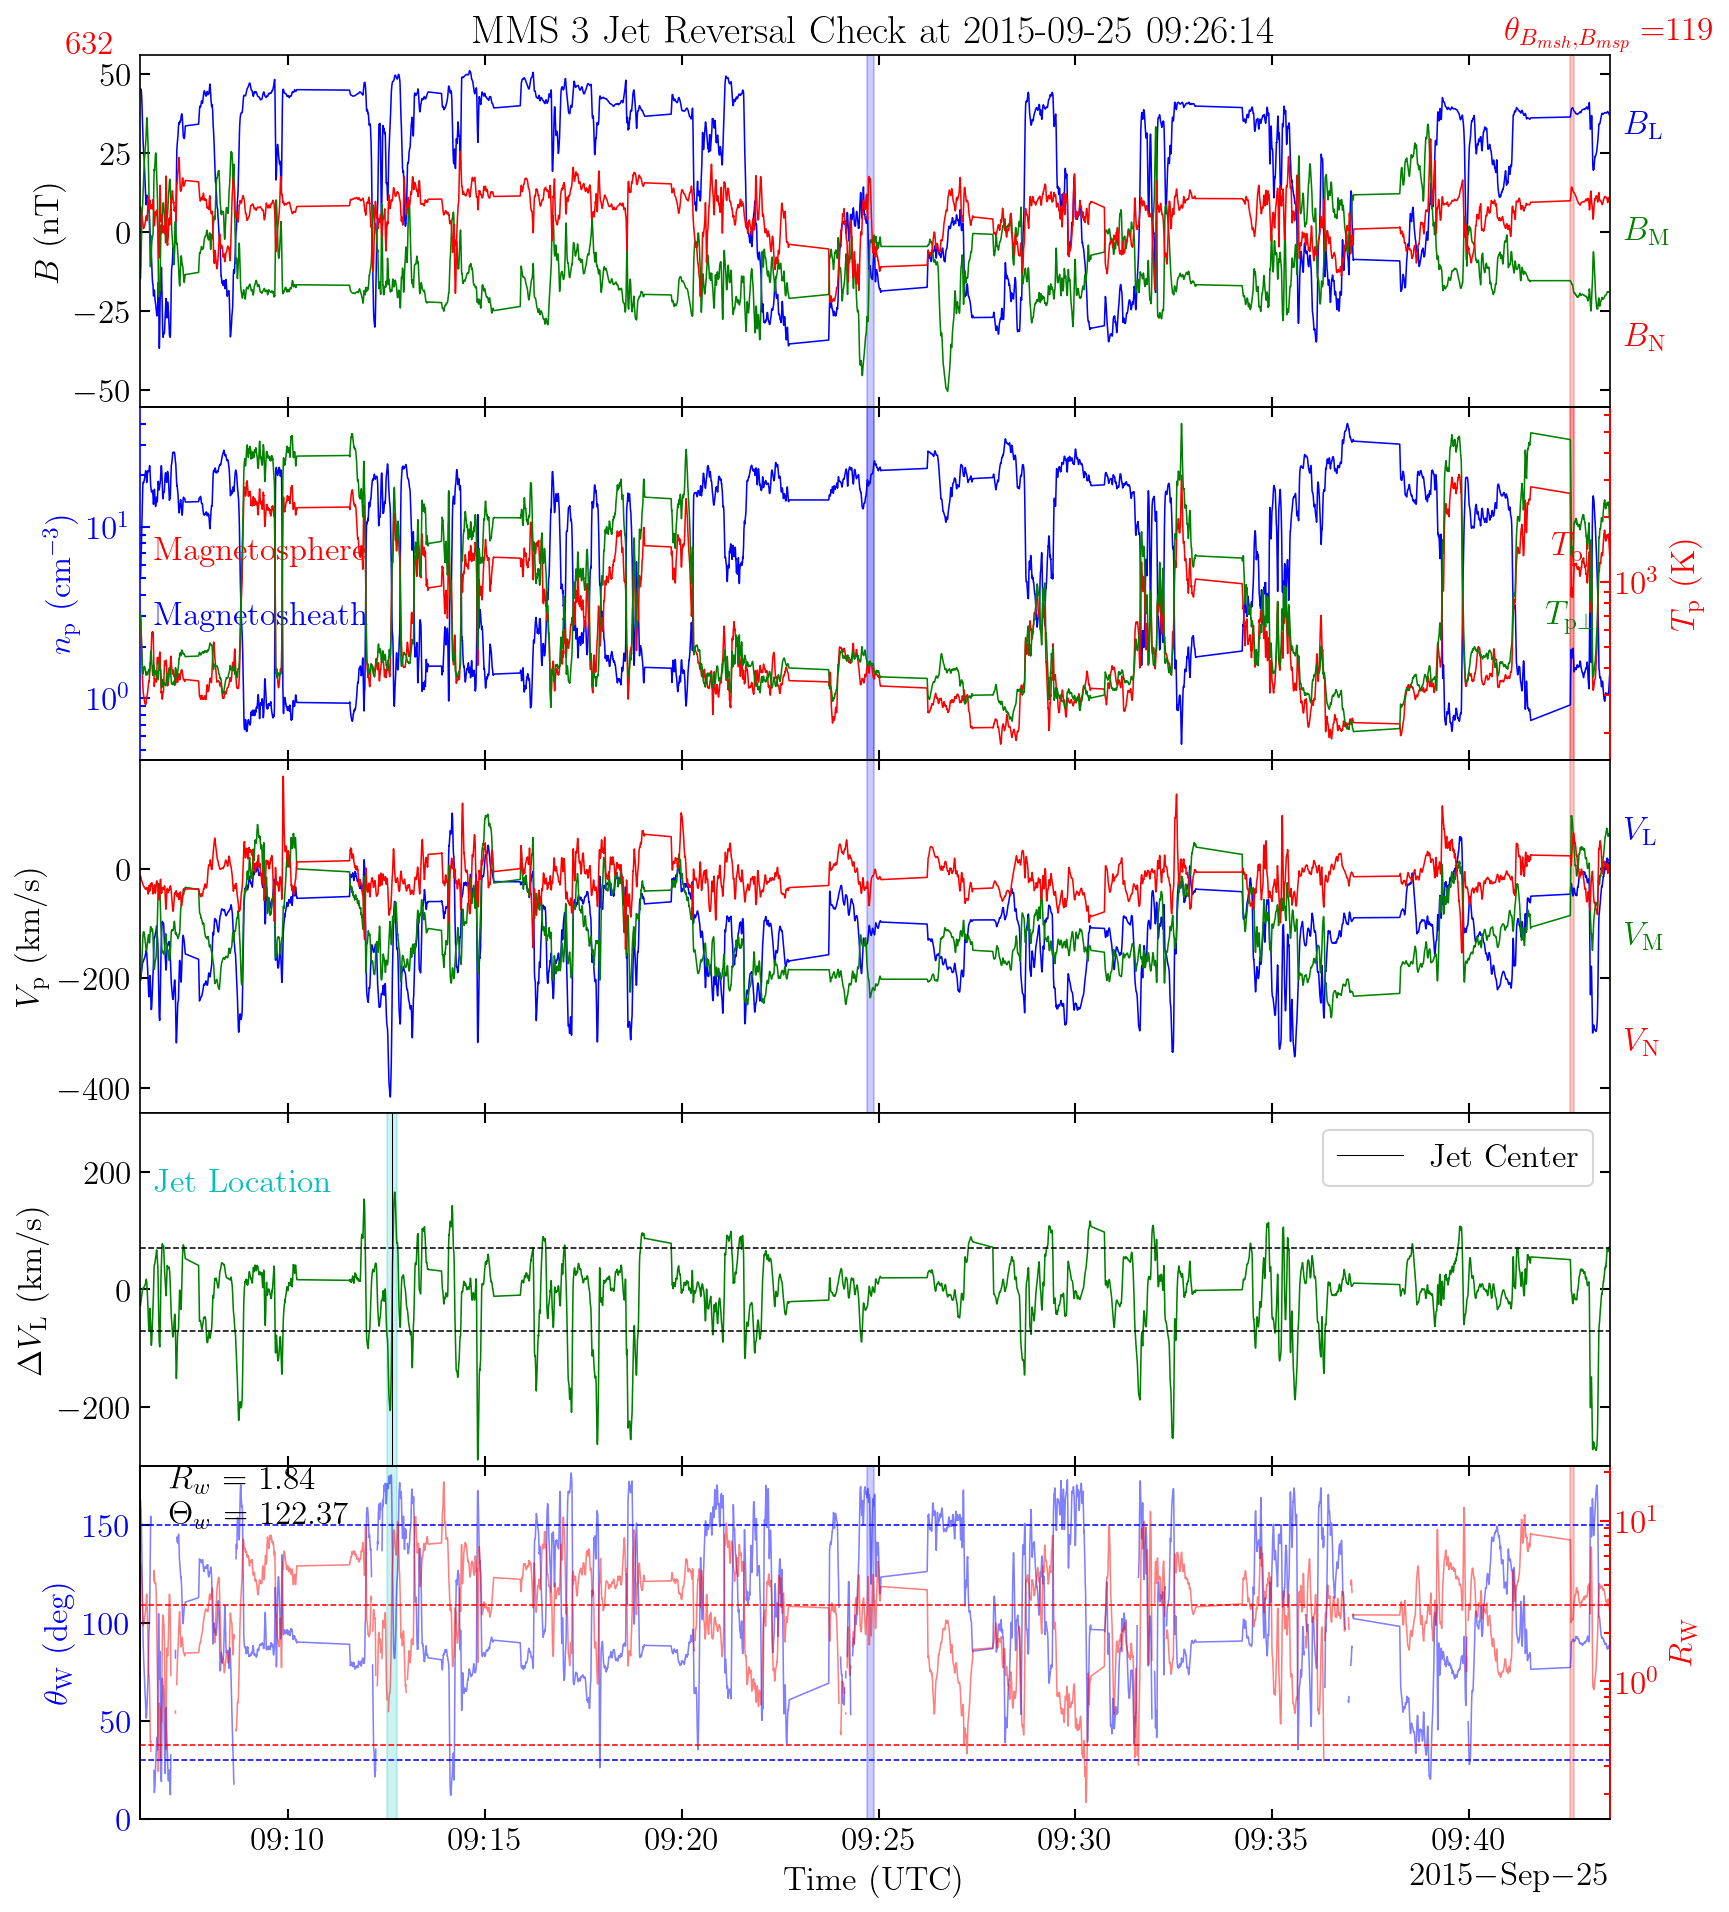 MMS 3 Jet Reversal Check at 2015-09-25 09:26:14
632
θ_{B_{msh},B_{msp}} =119
50
25
0
−25
−50
B (nT)
B_L
B_M
B_N
10^1
10^0
n_p (cm^{−3})
Magnetosphere
Magnetosheath
T_{p⊥}
10^3
T_p (K)
0
−200
−400
V_p (km/s)
V_L
V_M
V_N
200
0
−200
ΔV_L (km/s)
Jet Location
Jet Center
R_w = 1.84
Θ_w = 122.37
150
100
50
0
θ_W (deg)
10^1
10^0
R_W
09:10 09:15 09:20 09:25 09:30 09:35 09:40
Time (UTC)
2015−Sep−25